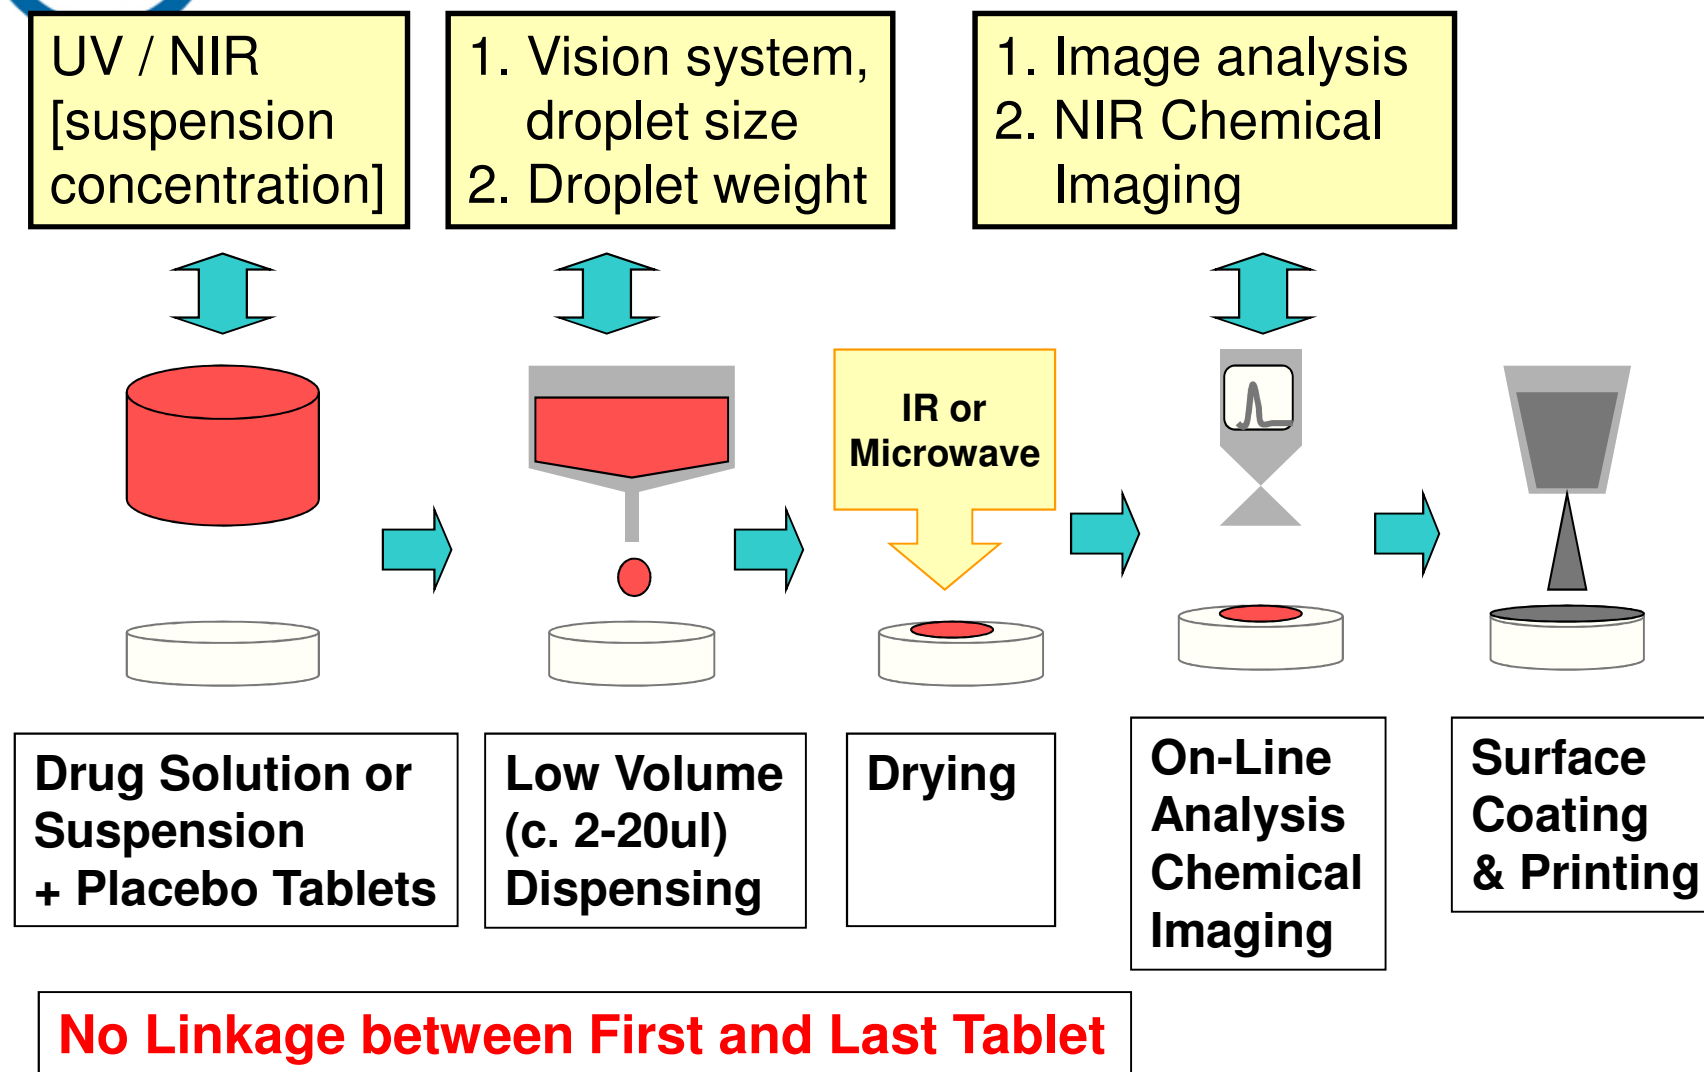 UV / NIR
[suspension
concentration]
1. Vision system,
droplet size
2. Droplet weight
1. Image analysis
2. NIR Chemical
Imaging
IR or
Microwave
Drug Solution or
Suspension
+ Placebo Tablets
Low Volume
(c. 2-20ul)
Dispensing
Drying
On-Line
Analysis
Chemical
Imaging
Surface
Coating
& Printing
No Linkage between First and Last Tablet